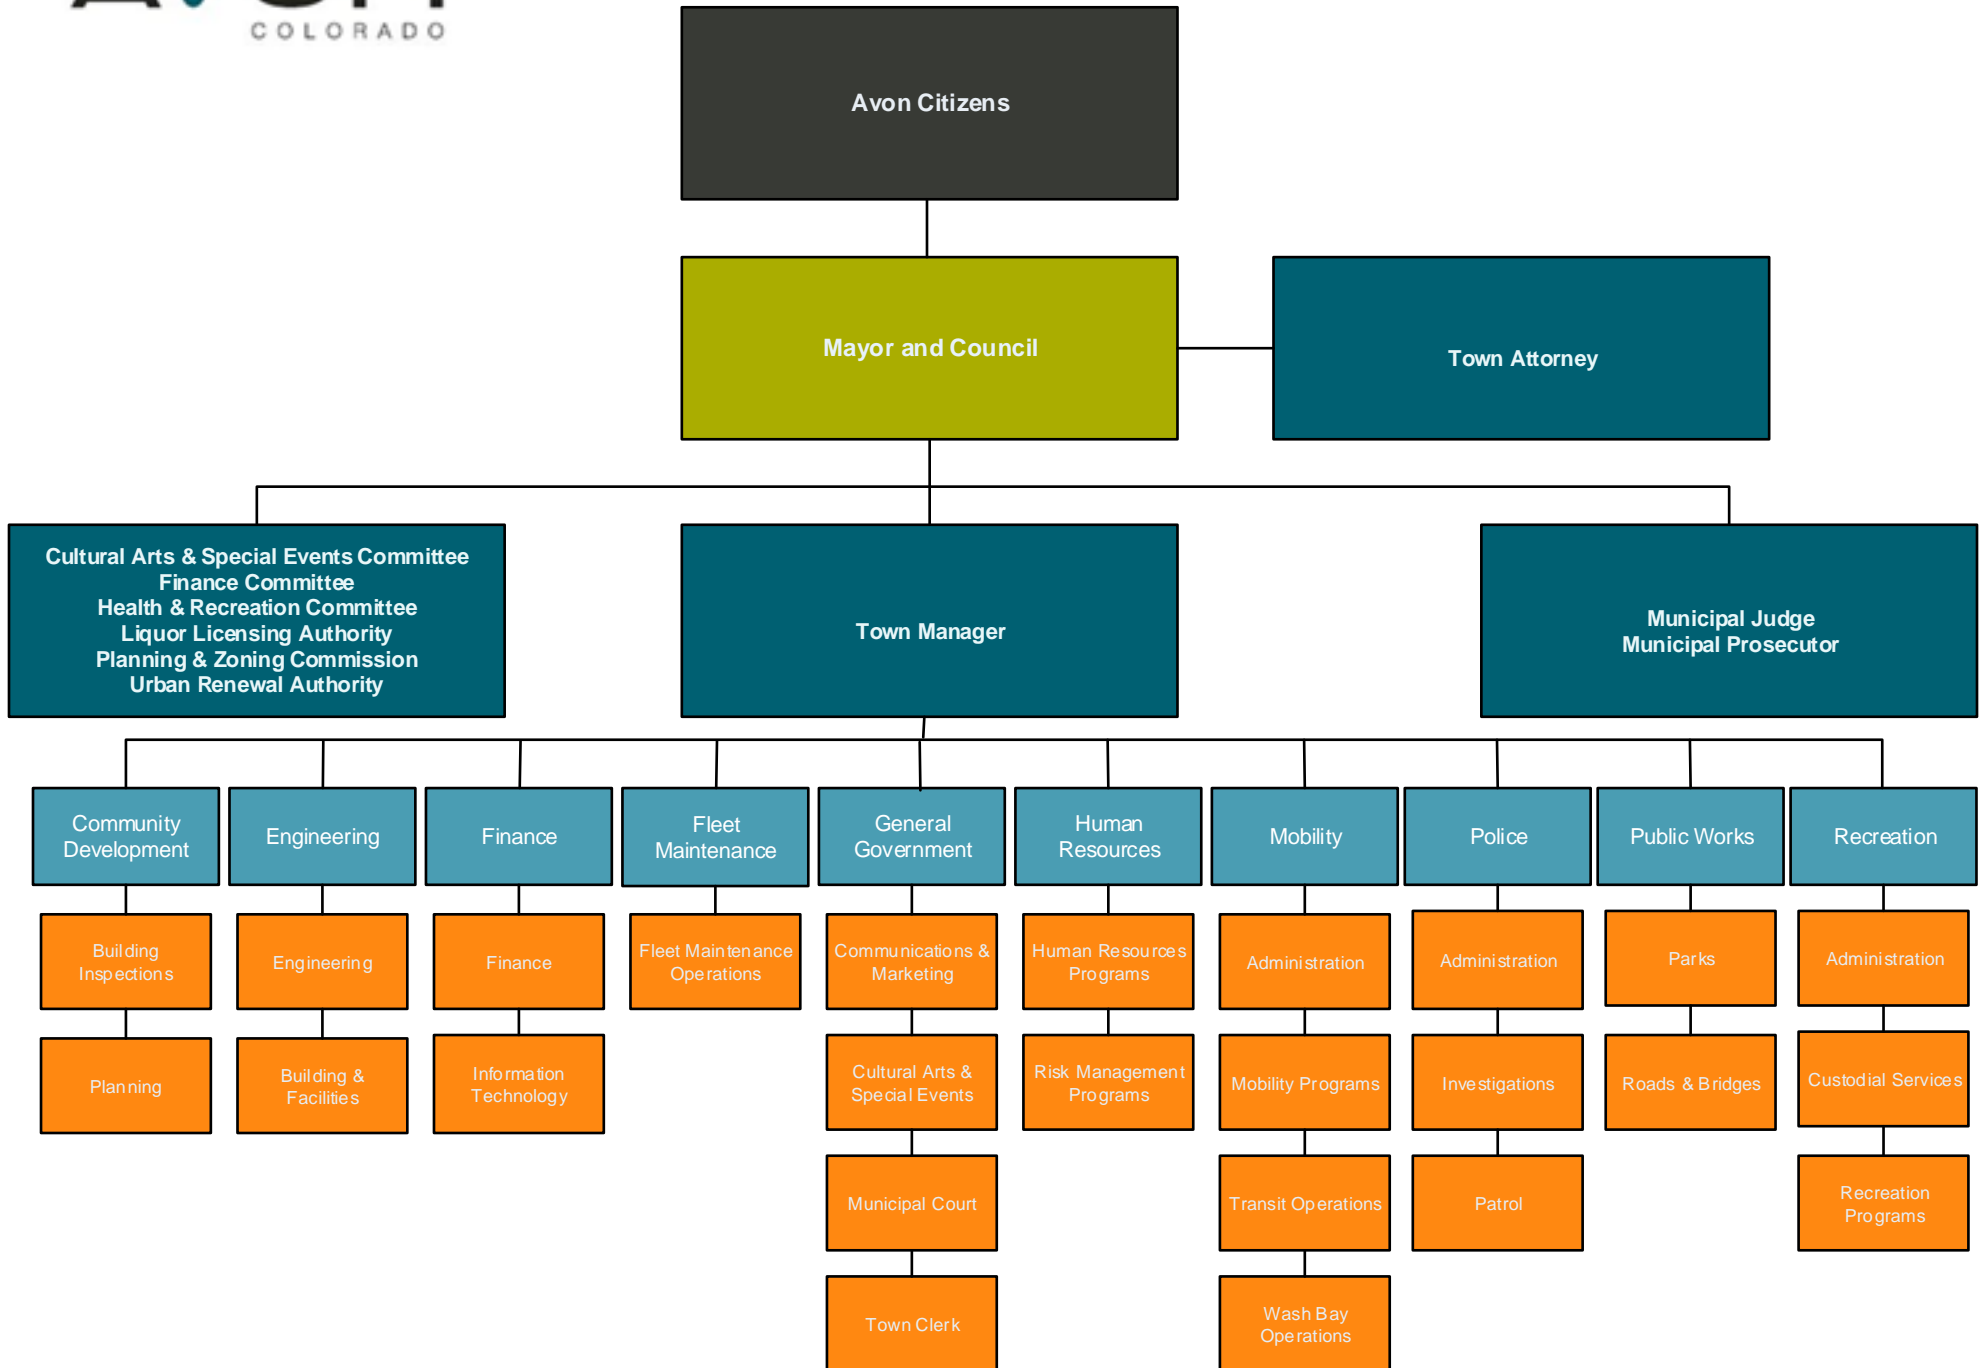 COLORADO
Avon Citizens
Mayor and Council
Town Attorney
Cultural Arts & Special Events Committee
Finance Committee
Health & Recreation Committee
Liquor Licensing Authority
Planning & Zoning Commission
Urban Renewal Authority
Town Manager
Municipal Judge
Municipal Prosecutor
Community
Development
Engineering
Finance
Fleet
Maintenance
General
Government
Human
Resources
Mobility
Police
Public Works
Recreation
Building
Inspections
Engineering
Finance
Fleet Maintenance
Operations
Communications &
Marketing
Human Resources
Programs
Administration
Administration
Parks
Administration
Planning
Building &
Facilities
Information
Technology
Cultural Arts &
Special Events
Risk Management
Programs
Mobility Programs
Investigations
Roads & Bridges
Custodial Services
Municipal Court
Transit Operations
Patrol
Recreation
Programs
Town Clerk
Wash Bay
Operations